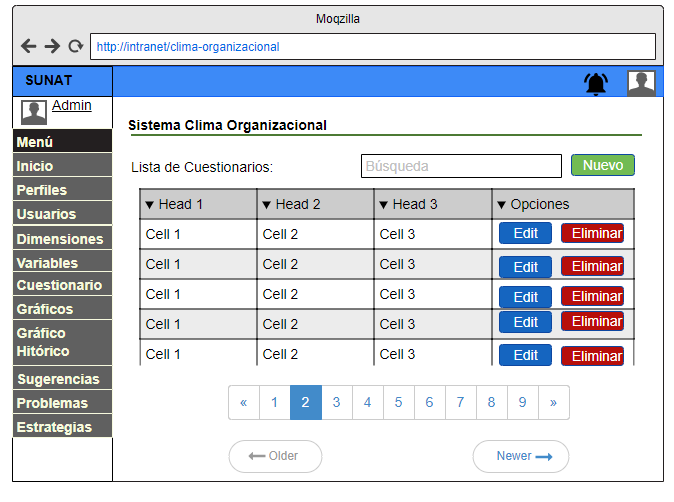 Moqzilla
http://intranet/clima-organizacional
SUNAT
Admin
Menú
Inicio
Perfiles
Usuarios
Dimensiones
Variables
Cuestionario
Gráficos
Gráfico
Hitórico
Sugerencias
Problemas
Estrategias
Sistema Clima Organizacional
Lista de Cuestionarios: Búsqueda Nuevo
▼ Head 1 ▼ Head 2 ▼ Head 3 ▼ Opciones
Cell 1 Cell 2 Cell 3 Edit Eliminar
Cell 1 Cell 2 Cell 3 Edit Eliminar
Cell 1 Cell 2 Cell 3 Edit Eliminar
Cell 1 Cell 2 Cell 3 Edit Eliminar
Cell 1 Cell 2 Cell 3 Edit Eliminar
« 1 2 3 4 5 6 7 8 9 »
← Older Newer →